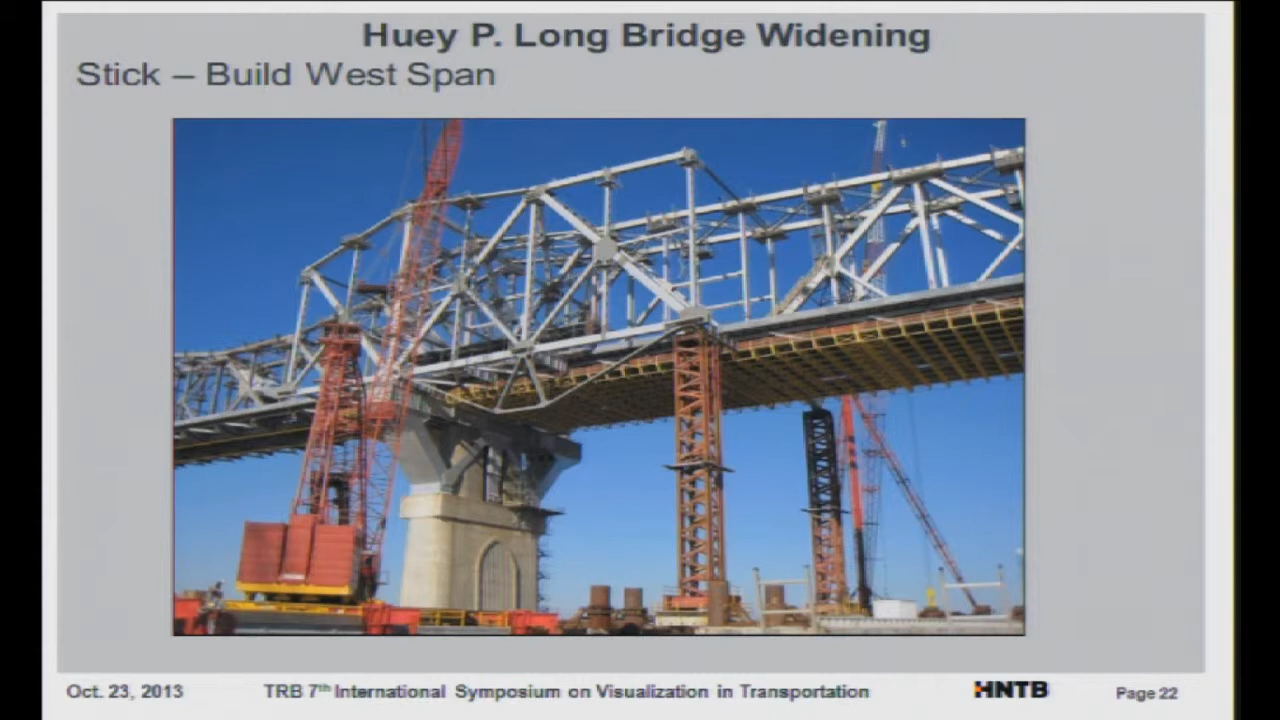 Huey P. Long Bridge Widening
Stick – Build West Span
Oct. 23, 2013 TRB 7th International Symposium on Visualization in Transportation HNTB Page 22